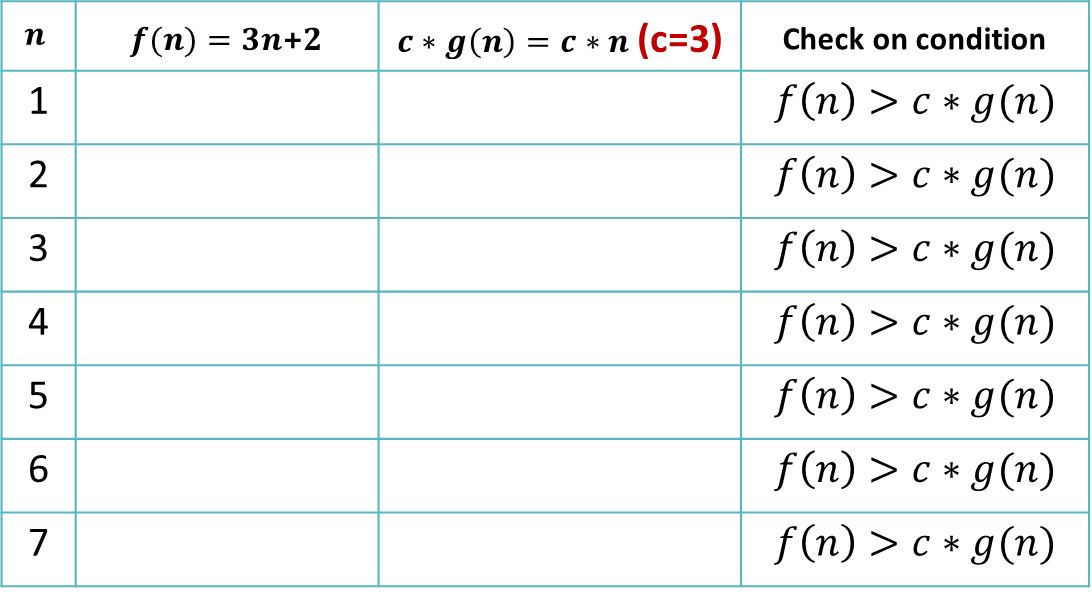 n f(n) = 3n+2 c ∗ g(n) = c ∗ n (c=3) Check on condition
1 f(n) > c ∗ g(n)
2 f(n) > c ∗ g(n)
3 f(n) > c ∗ g(n)
4 f(n) > c ∗ g(n)
5 f(n) > c ∗ g(n)
6 f(n) > c ∗ g(n)
7 f(n) > c ∗ g(n)